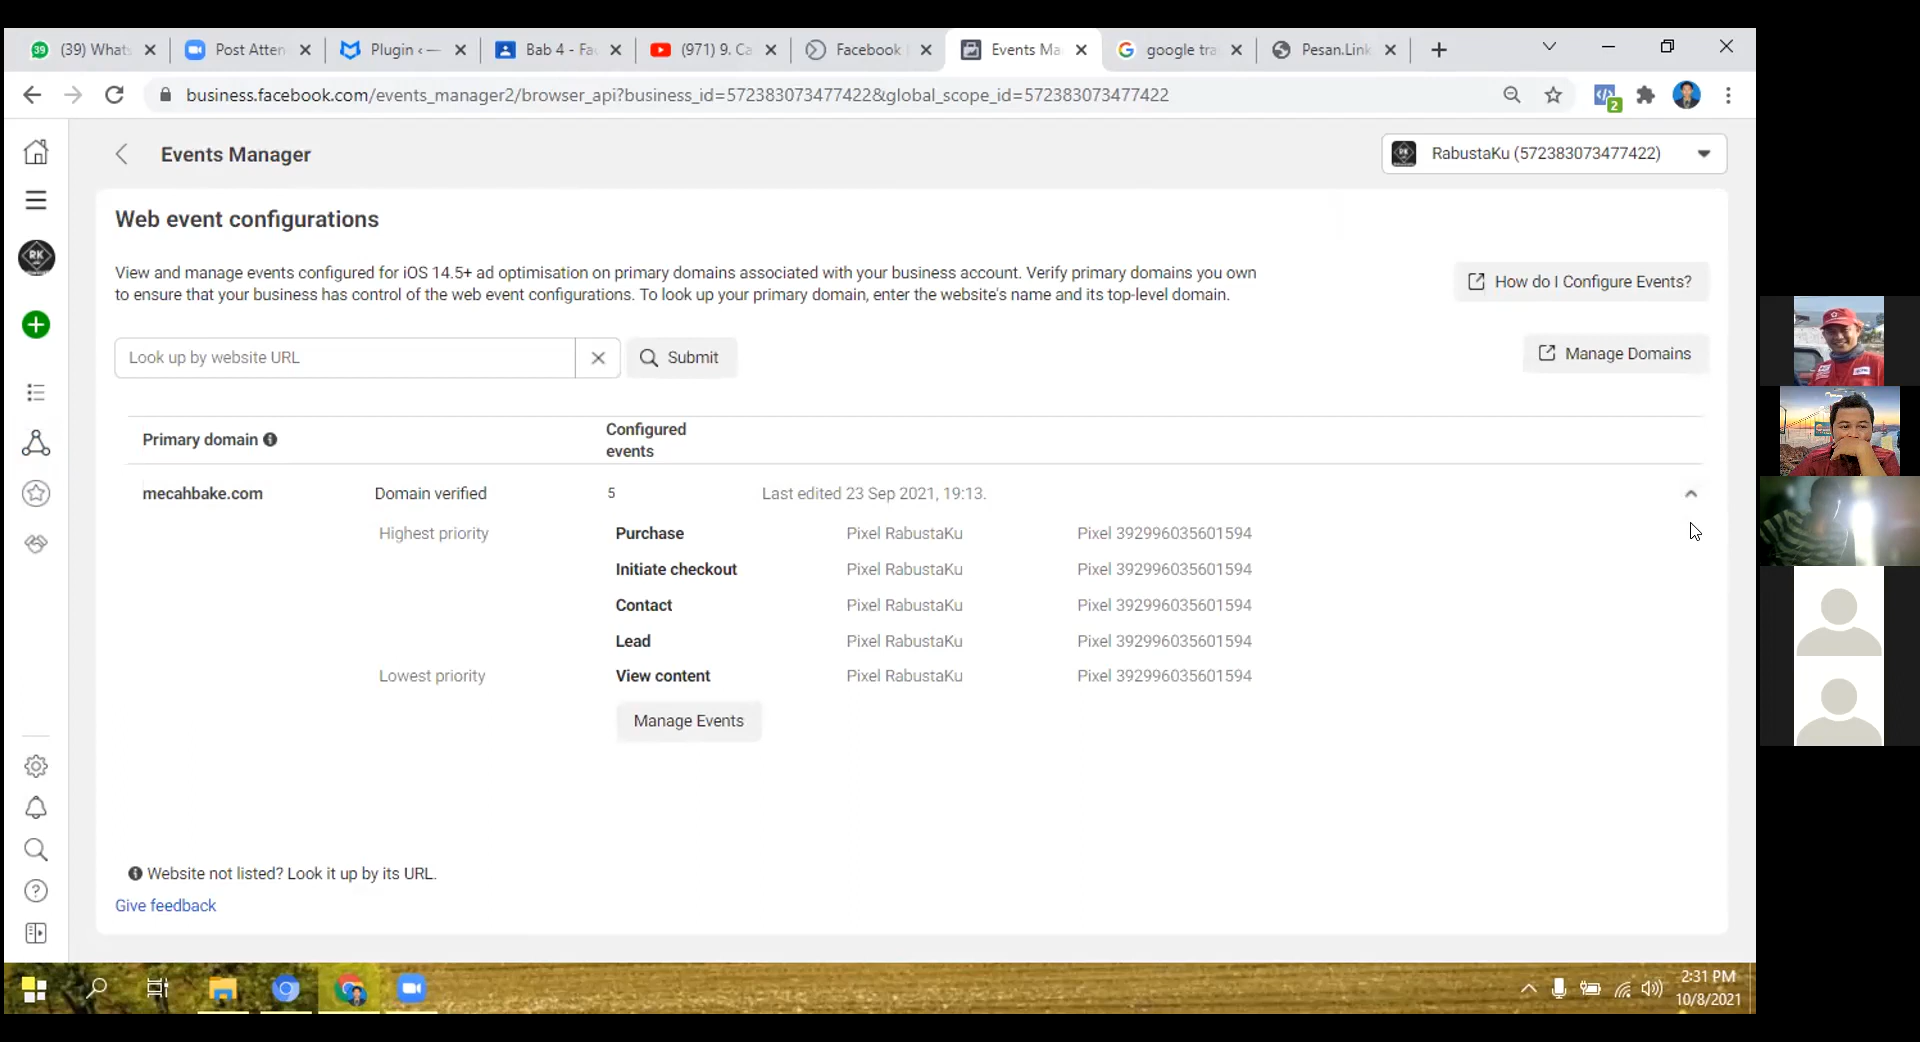 39
(39) Whats
Post Atten
Plugin ‹ —
Bab 4 - Fac
(971) 9. Ca
Facebook
Events Ma
google tra
Pesan.Link
business.facebook.com/events_manager2/browser_api?business_id=572383073477422&global_scope_id=572383073477422
2
Events Manager
RK
RabustaKu (572383073477422)
Web event configurations
RK
View and manage events configured for iOS 14.5+ ad optimisation on primary domains associated with your business account. Verify primary domains you own
to ensure that your business has control of the web event configurations. To look up your primary domain, enter the website's name and its top-level domain.
How do I Configure Events?
Look up by website URL
Submit
Manage Domains
Primary domain
Configured
events
mecahbake.com Domain verified 5 Last edited 23 Sep 2021, 19:13.
Highest priority Purchase Pixel RabustaKu Pixel 392996035601594
Initiate checkout Pixel RabustaKu Pixel 392996035601594
Contact Pixel RabustaKu Pixel 392996035601594
Lead Pixel RabustaKu Pixel 392996035601594
Lowest priority View content Pixel RabustaKu Pixel 392996035601594
Manage Events
Website not listed? Look it up by its URL.
Give feedback
2:31 PM
10/8/2021